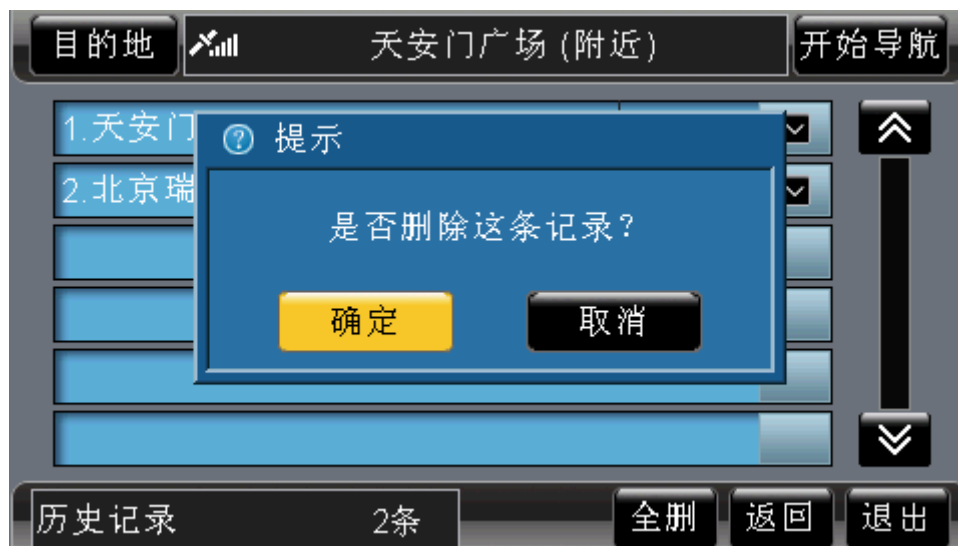 目的地
天安门广场 (附近)
开始导航
1.天安门
2.北京瑞
提示
是否删除这条记录?
确定
取消
历史记录
2条
全删
返回
退出